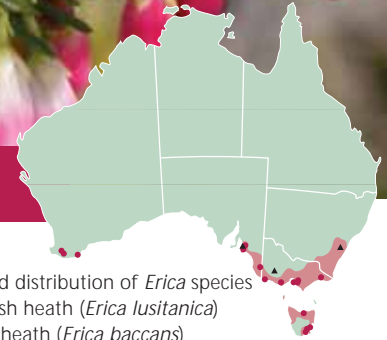 d distribution of Erica species
sh heath (Erica lusitanica)
heath (Erica baccans)